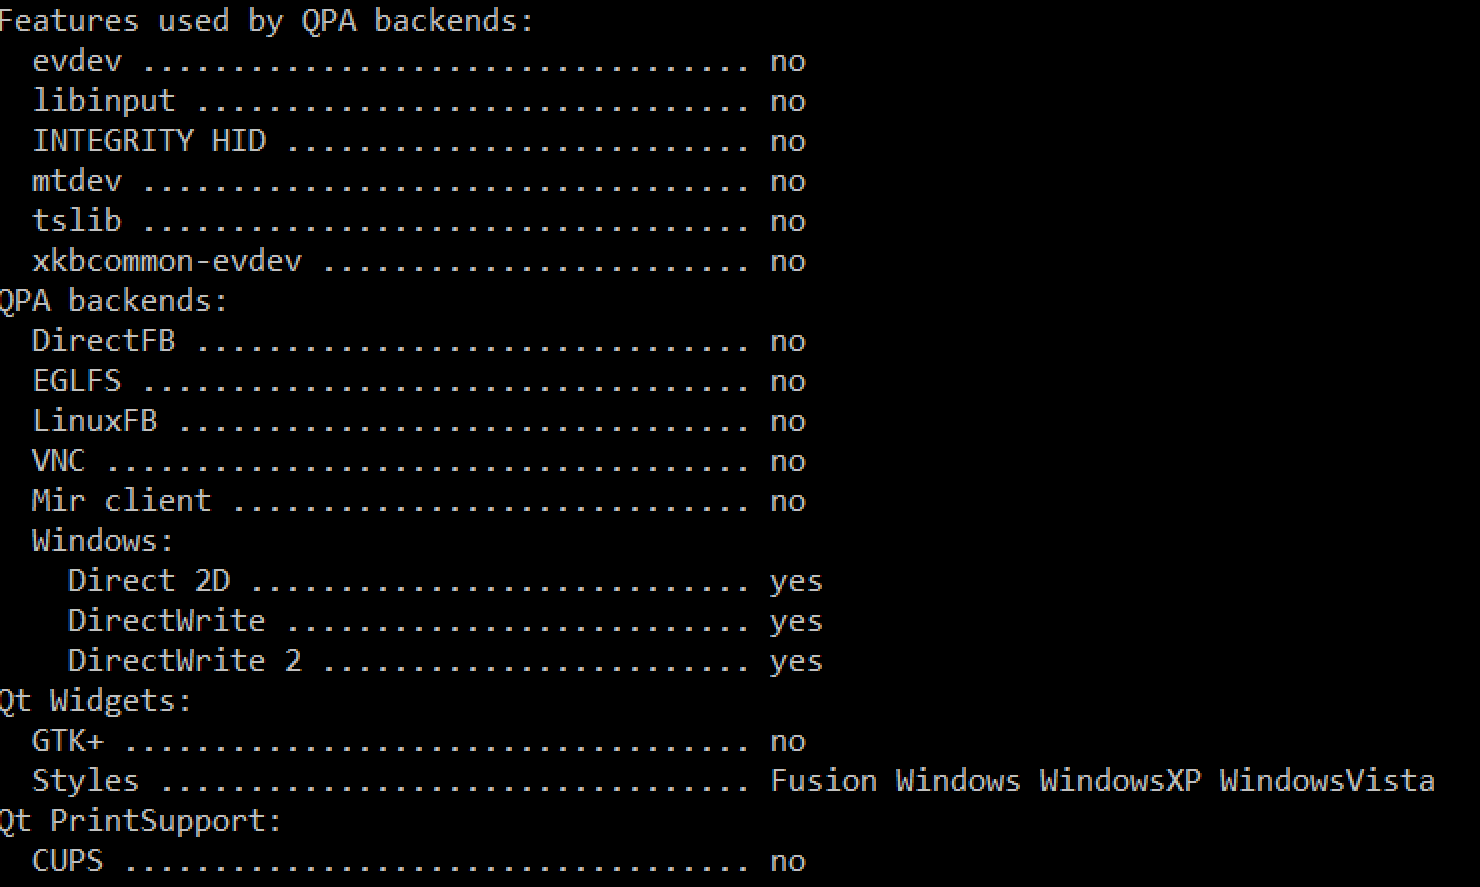 Features used by QPA backends:
  evdev .................................. no
  libinput ............................... no
  INTEGRITY HID .......................... no
  mtdev .................................. no
  tslib .................................. no
  xkbcommon-evdev ........................ no
QPA backends:
  DirectFB ............................... no
  EGLFS .................................. no
  LinuxFB ................................ no
  VNC .................................... no
  Mir client ............................. no
  Windows:
    Direct 2D ............................ yes
    DirectWrite .......................... yes
    DirectWrite 2 ........................ yes
Qt Widgets:
  GTK+ ................................... no
  Styles ................................. Fusion Windows WindowsXP WindowsVista
Qt PrintSupport:
  CUPS ................................... no